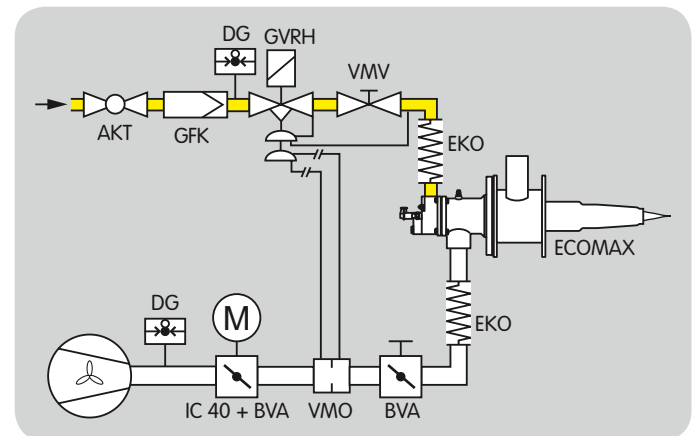 DG
GVRH
VMV
AKT
GFK
EKO
ECOMAX
DG
M
EKO
IC 40 + BVA
VMO
BVA